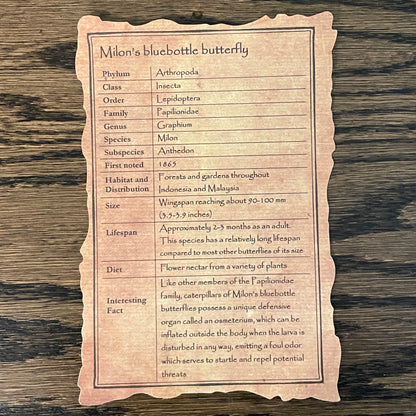 Milon's bluebottle butterfly
Phylum Arthropoda
Class Insecta
Order Lepidoptera
Family Papilionidae
Genus Graphium
Species Milon
Subspecies Anthedon
First noted 1865
Habitat and Distribution Forests and gardens throughout
Indonesia and Malaysia
Size Wingspan reaching about 90-100 mm
(3.5-3.9 inches)
Lifespan Approximately 2-3 months as an adult.
This species has a relatively long lifespan
compared to most other butterflies of its size
Diet Flower nectar from a variety of plants
Interesting Fact Like other members of the Papilionidae
family, caterpillars of Milon's bluebottle
butterflies possess a unique defensive
organ called an osmeterium, which can be
inflated outside the body when the larva is
disturbed in any way, emitting a foul odor
which serves to startle and repel potential
threats